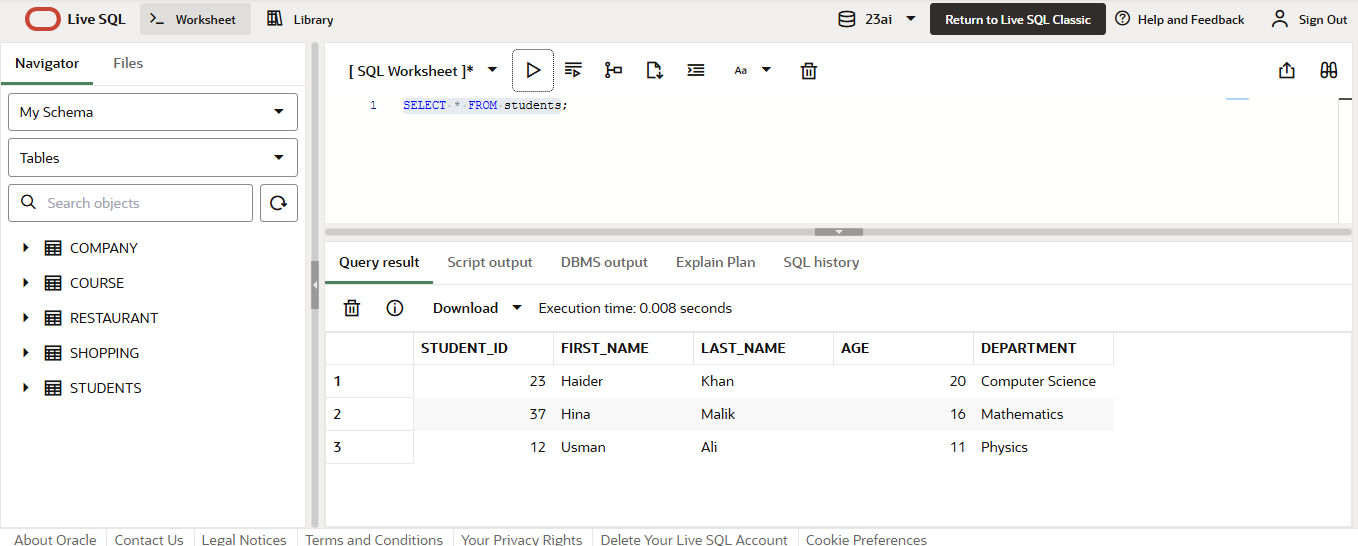 Live SQL Worksheet Library 23ai Return to Live SQL Classic Help and Feedback Sign Out
Navigator Files
My Schema
Tables
Search objects
COMPANY
COURSE
RESTAURANT
SHOPPING
STUDENTS
[ SQL Worksheet ]* Aa
1 SELECT * FROM students;
Query result Script output DBMS output Explain Plan SQL history
Download Execution time: 0.008 seconds
STUDENT_ID FIRST_NAME LAST_NAME AGE DEPARTMENT
1 23 Haider Khan 20 Computer Science
2 37 Hina Malik 16 Mathematics
3 12 Usman Ali 11 Physics
About Oracle Contact Us Legal Notices Terms and Conditions Your Privacy Rights Delete Your Live SQL Account Cookie Preferences